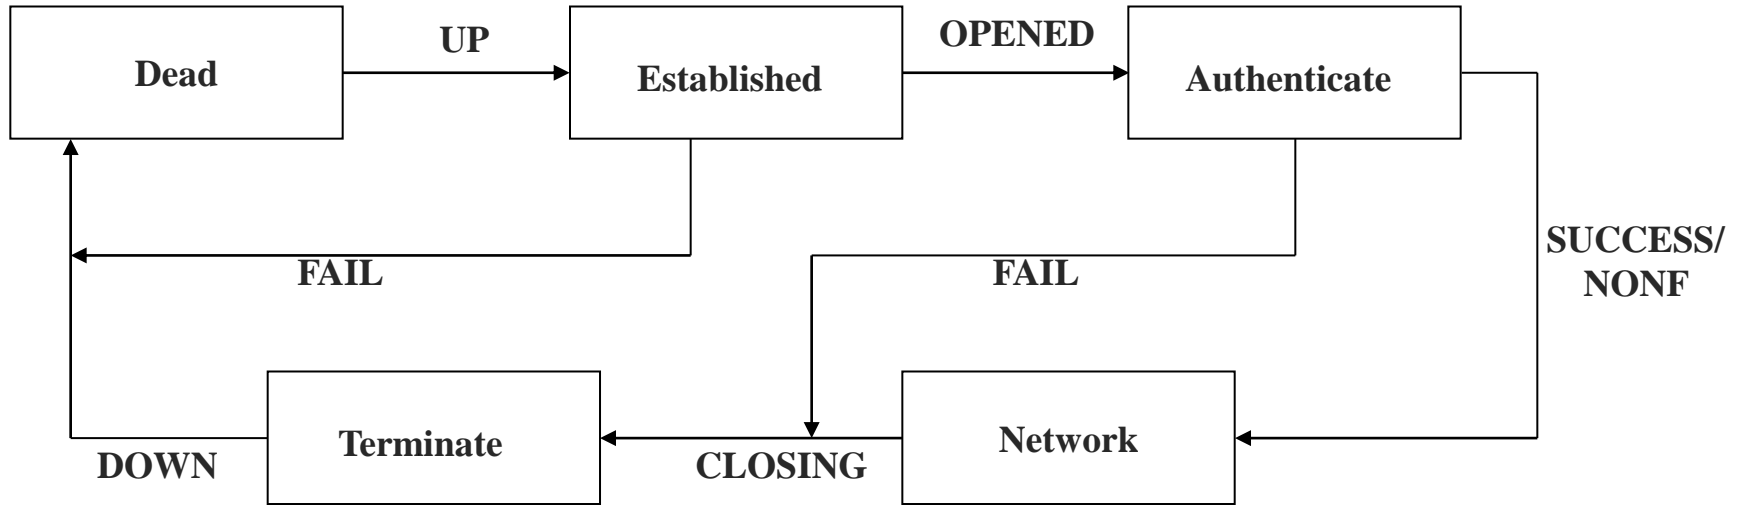 UP
OPENED
Dead
Established
Authenticate
SUCCESS/
NONF
FAIL
FAIL
Terminate
Network
DOWN
CLOSING